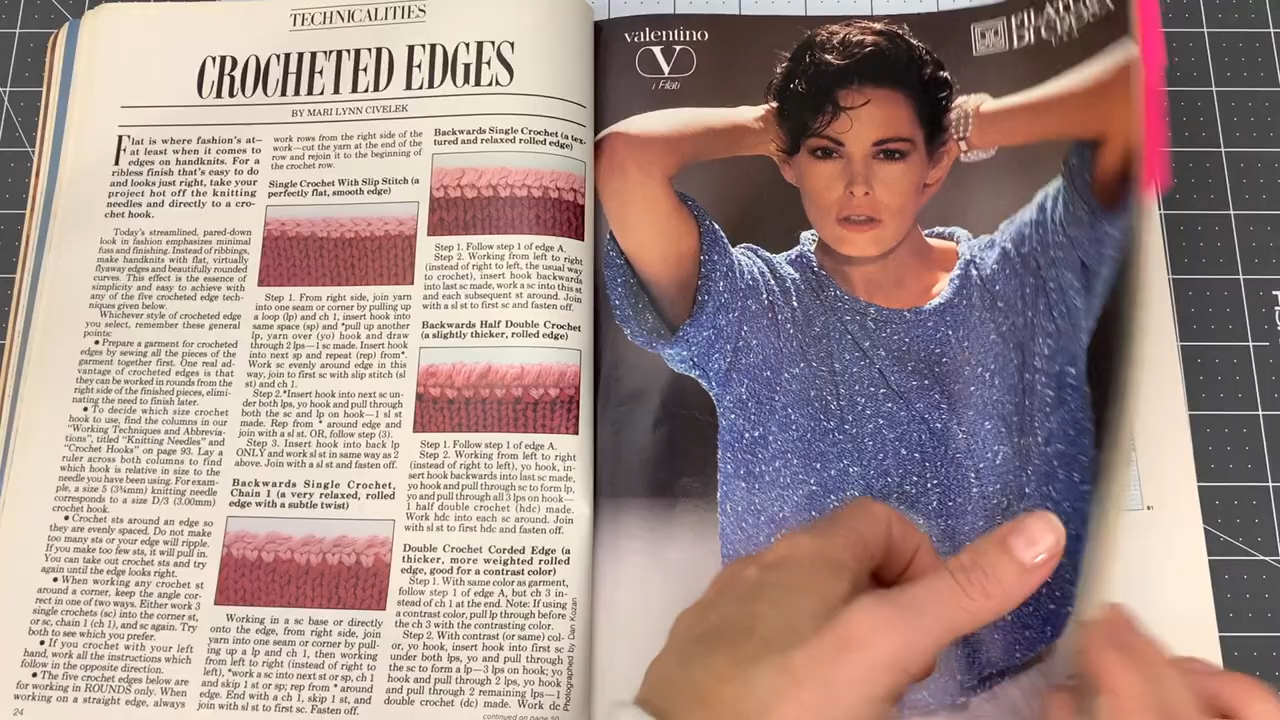 TECHNICALITIES
CROCHETED EDGES
BY MARI LYNN CIVELEK
Flat is where fashion's at—
at least when it comes to
edges on handknits. For a
ribless finish that's easy to do
and looks just right, take your
project hot off the knitting
needles and directly to a cro-
chet hook.
Today's streamlined, pared-down
look in fashion emphasizes minimal
fuss and finishing. Instead of ribbings,
make handknits with flat, virtually
flyaway edges and beautifully rounded
curves. This effect is the essence of
simplicity and easy to achieve with
any of the five crocheted edge tech-
niques given below.
Whichever style of crocheted edge
you select, remember these general
points:
• Prepare a garment for crocheted
edges by sewing all the pieces of the
garment together first. One real ad-
vantage of crocheted edges is that
they can be worked in rounds from the
right side of the finished pieces, elimi-
nating the need to finish later.
• To decide which size crochet
hook to use, find the columns in our
"Working Techniques and Abbrevia-
tions", titled "Knitting Needles" and
"Crochet Hooks" on page 93. Lay a
ruler across both columns to find
which hook is relative in size to the
needle you have been using. For exam-
ple, a size 5 (3¾mm) knitting needle
corresponds to a size D/3 (3.00mm)
crochet hook.
• Crochet sts around an edge so
they are evenly spaced. Do not make
too many sts or your edge will ripple.
If you make too few sts, it will pull in.
You can take out crochet sts and try
again until the edge looks right.
• When working any crochet st
around a corner, keep the angle cor-
rect in one of two ways. Either work 3
single crochets (sc) into the corner st,
or sc, chain 1 (ch 1), and sc again. Try
both to see which you prefer.
• If you crochet with your left
hand, work all the instructions which
follow in the opposite direction.
• The five crochet edges below are
for working in ROUNDS only. When
working on a straight edge, always
24
work rows from the right side of the
work—cut the yarn at the end of the
row and rejoin it to the beginning of
the crochet row.
Single Crochet With Slip Stitch (a
perfectly flat, smooth edge)
Step 1. From right side, join yarn
into one seam or corner by pulling up
a loop (lp) and ch 1, insert hook into
same space (sp) and *pull up another
lp, yarn over (yo) hook and draw
through 2 lps—1 sc made. Insert hook
into next sp and repeat (rep) from*.
Work sc evenly around edge in this
way, join to first sc with slip stitch (sl
st) and ch 1.
Step 2.*Insert hook into next sc un-
der both lps, yo hook and pull through
both the sc and lp on hook—1 sl st
made. Rep from * around edge and
join with a sl st. OR, follow step (3).
Step 3. Insert hook into back lp
ONLY and work sl st in same way as 2
above. Join with a sl st and fasten off.
Backwards Single Crochet,
Chain 1 (a very relaxed, rolled
edge with a subtle twist)
Working in a sc base or directly
onto the edge, from right side, join
yarn into one seam or corner by pull-
ing up a lp and ch 1, then working
from left to right (instead of right to
left), *work a sc into next st or sp, ch 1
and skip 1 st or sp; rep from * around
edge. End with a ch 1, skip 1 st, and
join with sl st to first sc. Fasten off.
Backwards Single Crochet (a tex-
tured and relaxed rolled edge)
Step 1. Follow step 1 of edge A.
Step 2. Working from left to right
(instead of right to left, the usual way
to crochet), insert hook backwards
into last sc made, work a sc into this st
and each subsequent st around. Join
with a sl st to first sc and fasten off.
Backwards Half Double Crochet
(a slightly thicker, rolled edge)
Step 1. Follow step 1 of edge A.
Step 2. Working from left to right
(instead of right to left), yo hook, in-
sert hook backwards into last sc made,
yo and pull through sc to form lp,
yo and pull through all 3 lps on hook—
1 half double crochet (hdc) made.
Work hdc into each sc around. Join
with sl st to first hdc and fasten off.
Double Crochet Corded Edge (a
thicker, more weighted rolled
edge, good for a contrast color)
Step 1. With same color as garment,
follow step 1 of edge A, but ch 3 in-
stead of ch 1 at the end. Note: If using
a contrast color, pull lp through before
the ch 3 with the contrasting color.
Step 2. With contrast (or same) col-
or, yo hook, insert hook into first sc
under both lps, yo and pull through
the sc to form a lp—3 lps on hook; yo
hook and pull through 2 lps, yo hook
and pull through 2 remaining lps—1
double crochet (dc) made. Work dc
continued on page 50
Photographed by Dan Kozan
valentino
V
i Filati
81